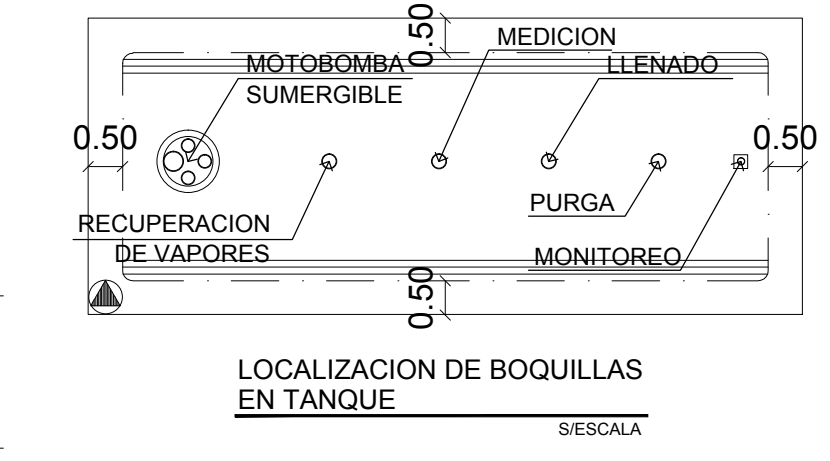 0.50
MEDICION
MOTOBOMBA
SUMERGIBLE
LLENADO
0.50
0.50
RECUPERACION
DE VAPORES
PURGA
MONITOREO
0.50
LOCALIZACION DE BOQUILLAS
EN TANQUE
S/ESCALA